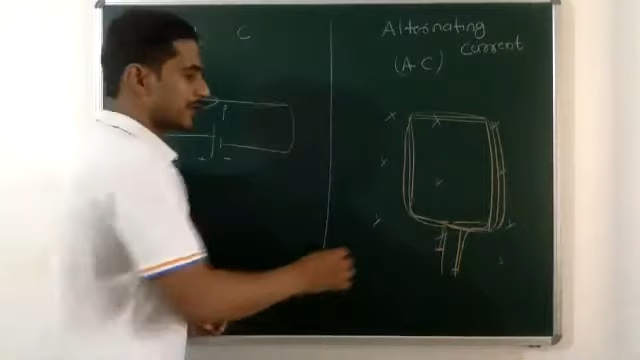 C
Alternating
Current
(A.C)
x x x
x x
x x x